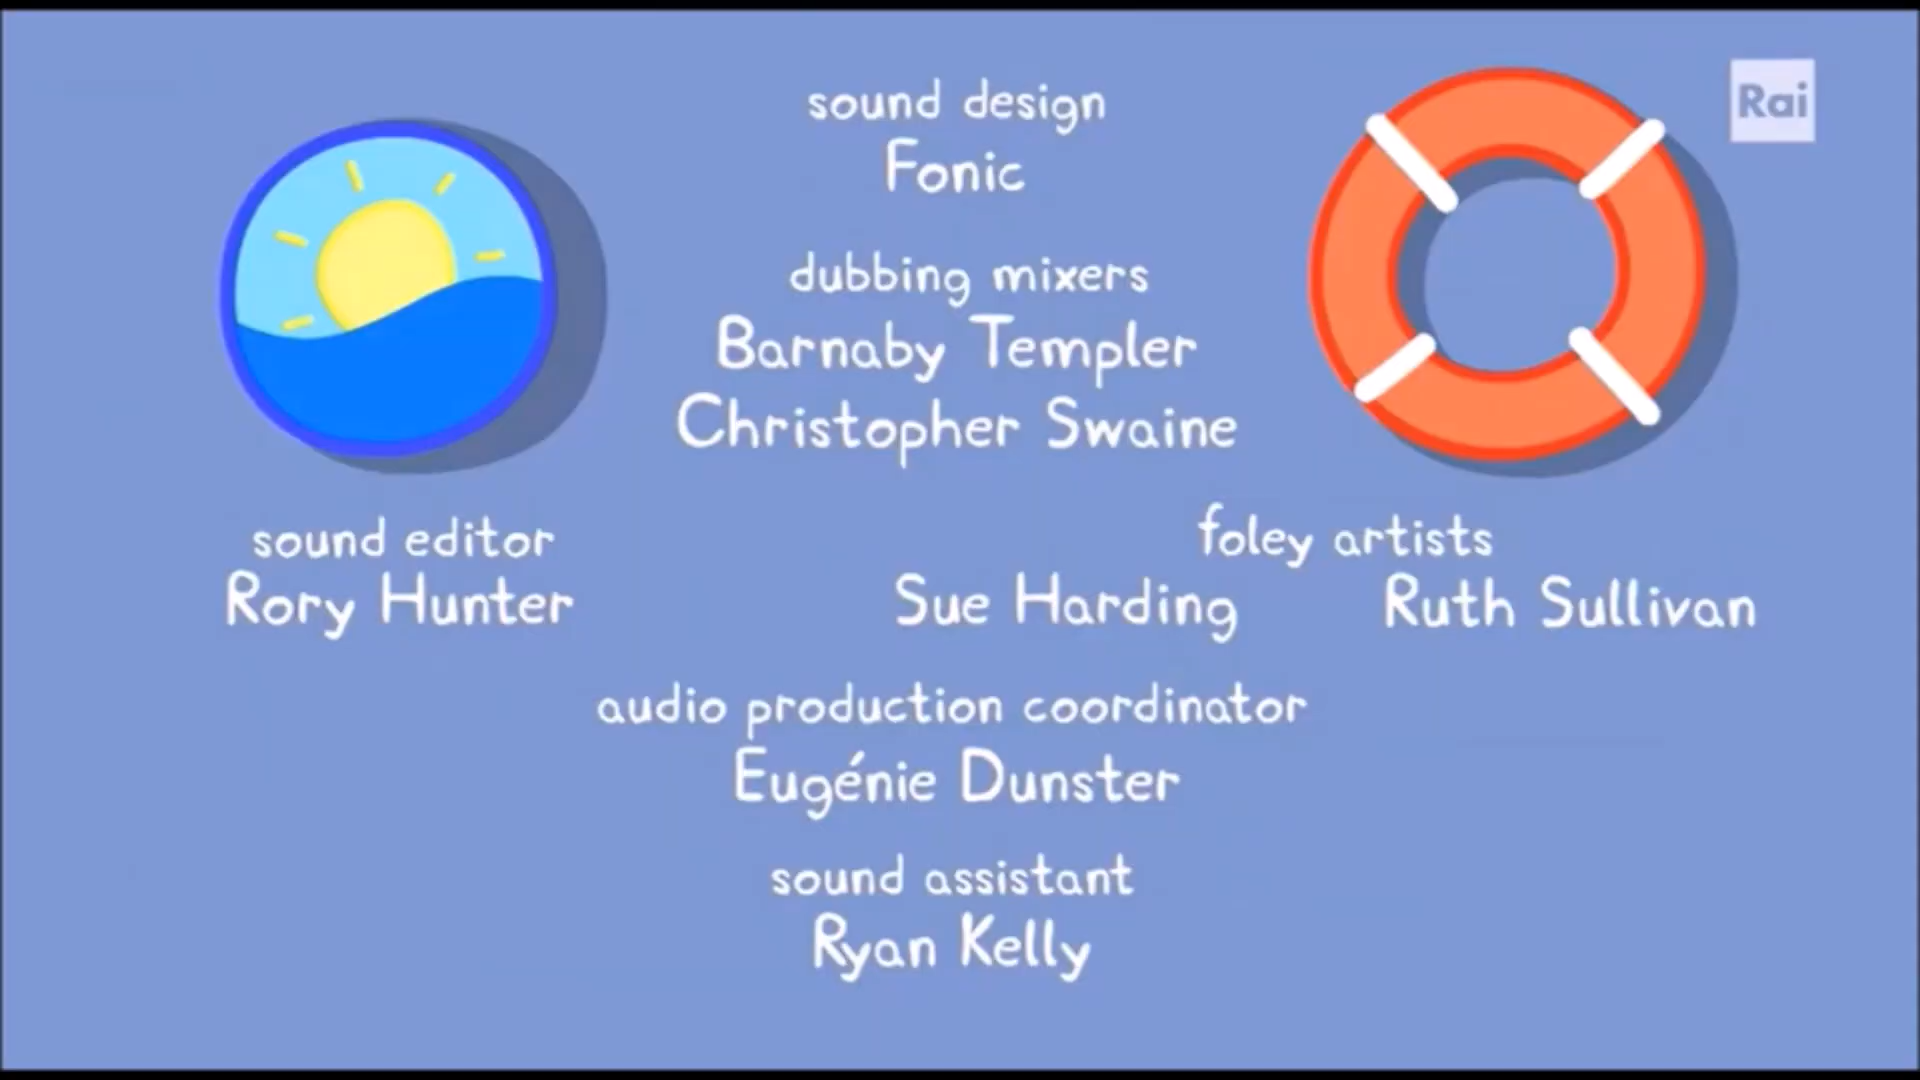 Rai
sound design
Fonic
dubbing mixers
Barnaby Templer
Christopher Swaine
sound editor
Rory Hunter
foley artists
Sue Harding Ruth Sullivan
audio production coordinator
Eugénie Dunster
sound assistant
Ryan Kelly